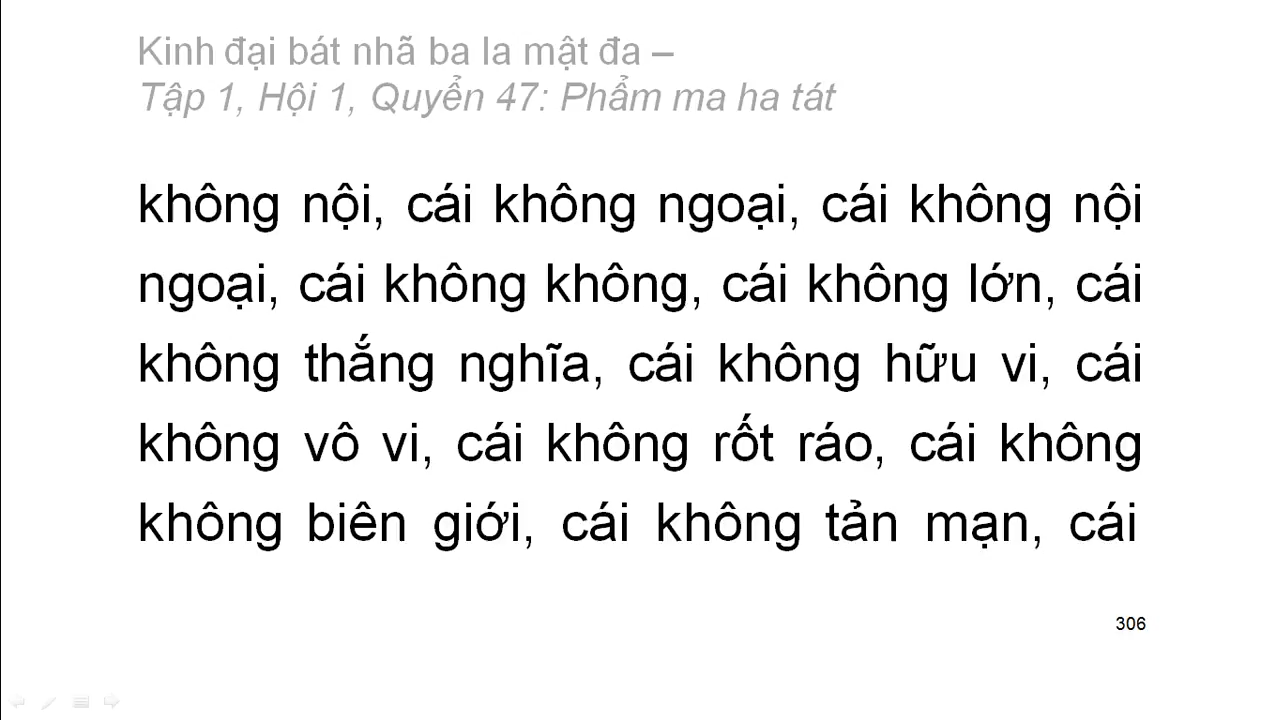 Kinh đại bát nhã ba la mật đa –
Tập 1, Hội 1, Quyển 47: Phẩm ma ha tát
không nội, cái không ngoại, cái không nội
ngoại, cái không không, cái không lớn, cái
không thắng nghĩa, cái không hữu vi, cái
không vô vi, cái không rốt ráo, cái không
không biên giới, cái không tản mạn, cái
306